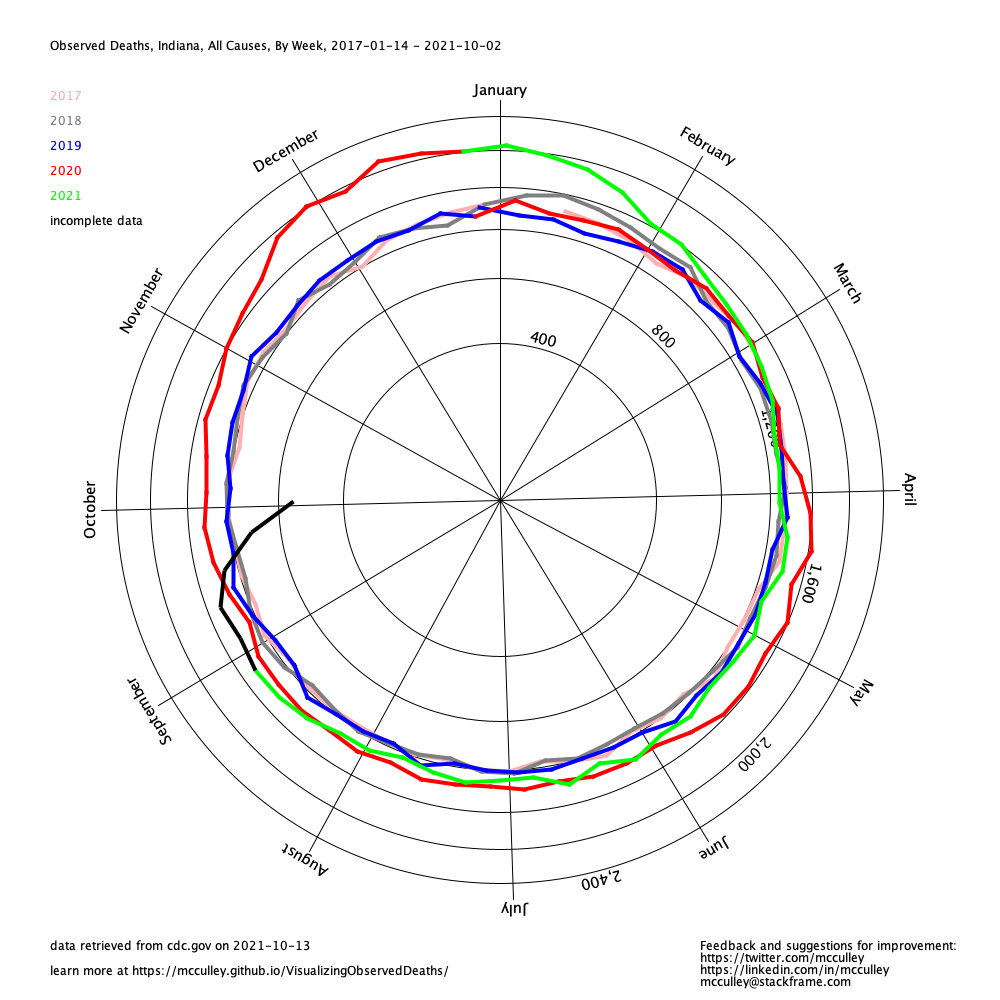 Observed Deaths, Indiana, All Causes, By Week, 2017-01-14 - 2021-10-02
2017
2018
2019
2020
2021
incomplete data
January
February
March
April
May
June
July
August
September
October
November
December
400
800
1,200
1,600
2,000
2,400
data retrieved from cdc.gov on 2021-10-13
learn more at https://mcculley.github.io/VisualizingObservedDeaths/
Feedback and suggestions for improvement:
https://twitter.com/mcculley
https://linkedin.com/in/mcculley
mcculley@stackframe.com